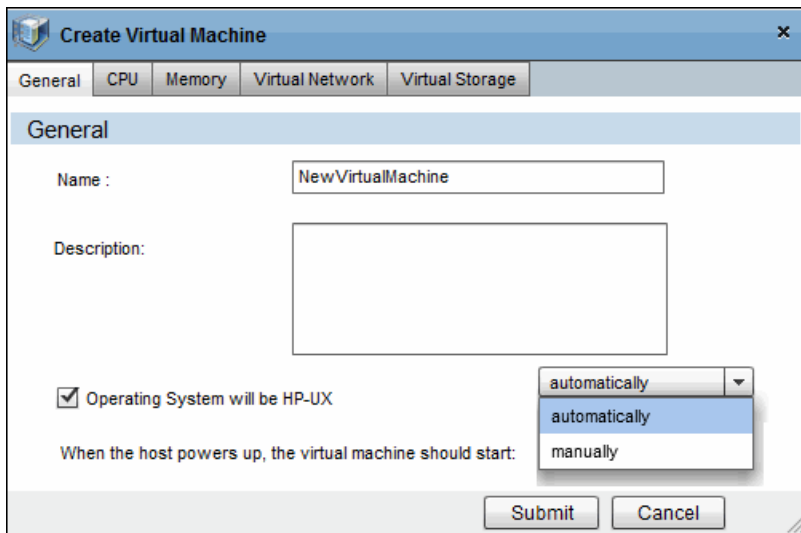 Create Virtual Machine
General
CPU
Memory
Virtual Network
Virtual Storage
General
Name :
NewVirtualMachine
Description:
Operating System will be HP-UX
automatically
automatically
When the host powers up, the virtual machine should start:
manually
Submit
Cancel